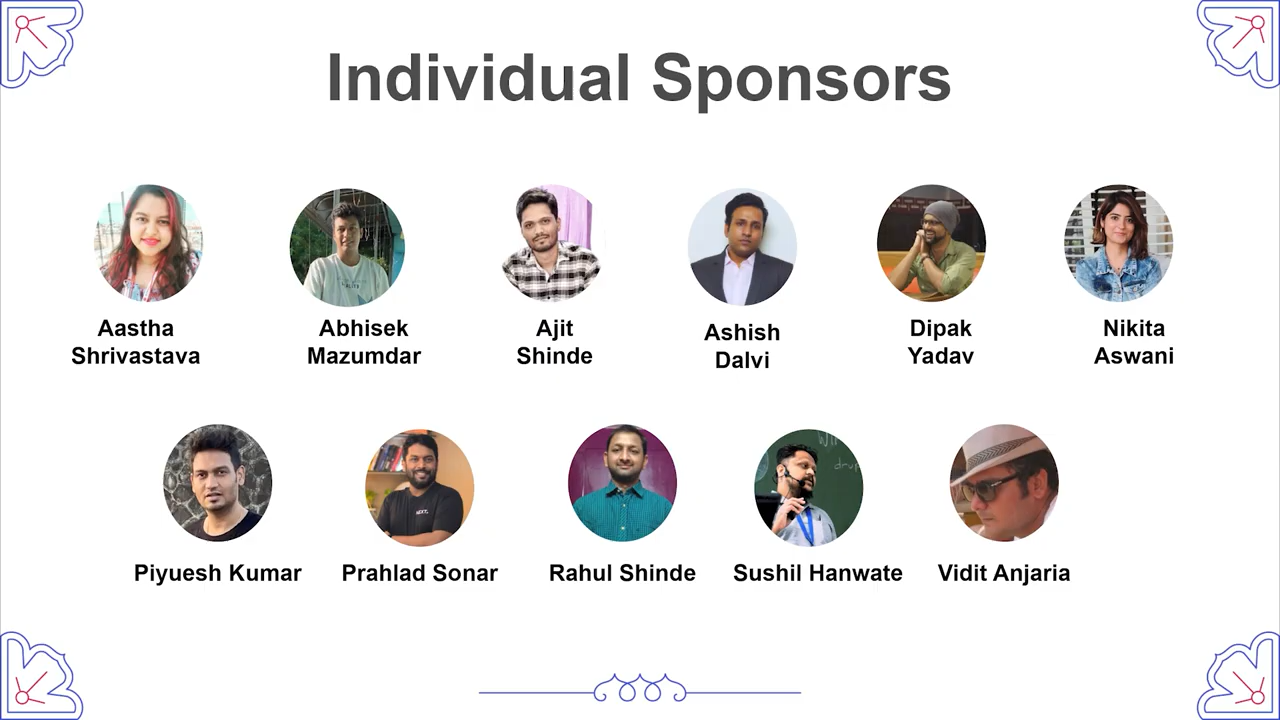 Individual Sponsors
Aastha
Shrivastava
Abhisek
Mazumdar
Ajit
Shinde
Ashish
Dalvi
Dipak
Yadav
Nikita
Aswani
Piyuesh Kumar
Prahlad Sonar
Rahul Shinde
Sushil Hanwate
Vidit Anjaria